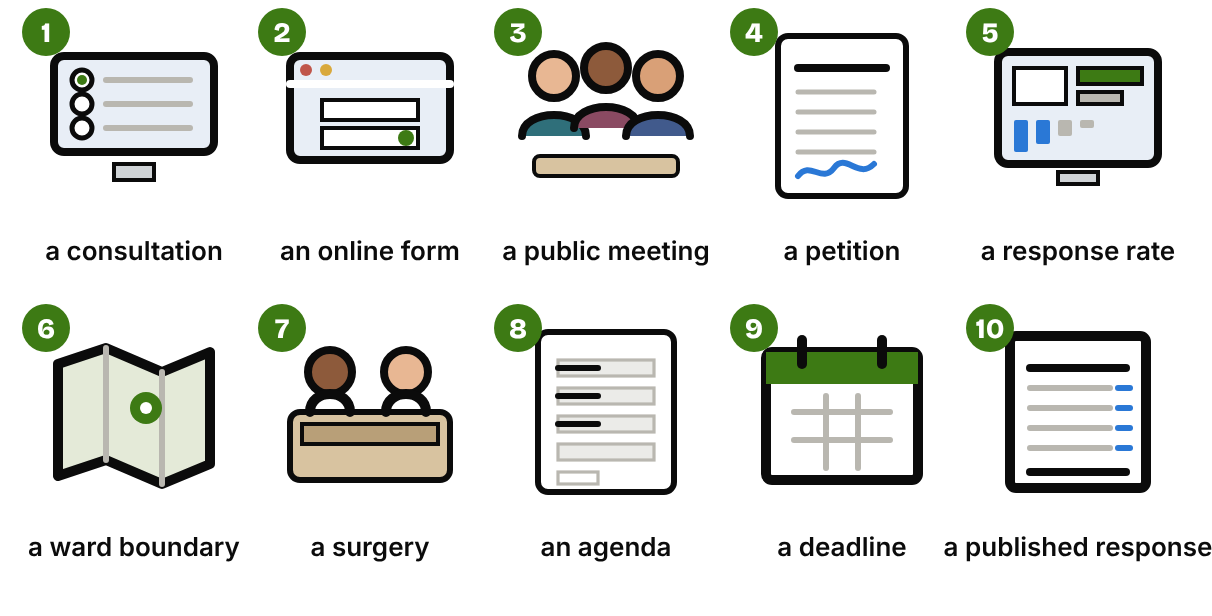 1
a consultation
2
an online form
3
a public meeting
4
a petition
5
a response rate
6
a ward boundary
7
a surgery
8
an agenda
9
a deadline
10
a published response